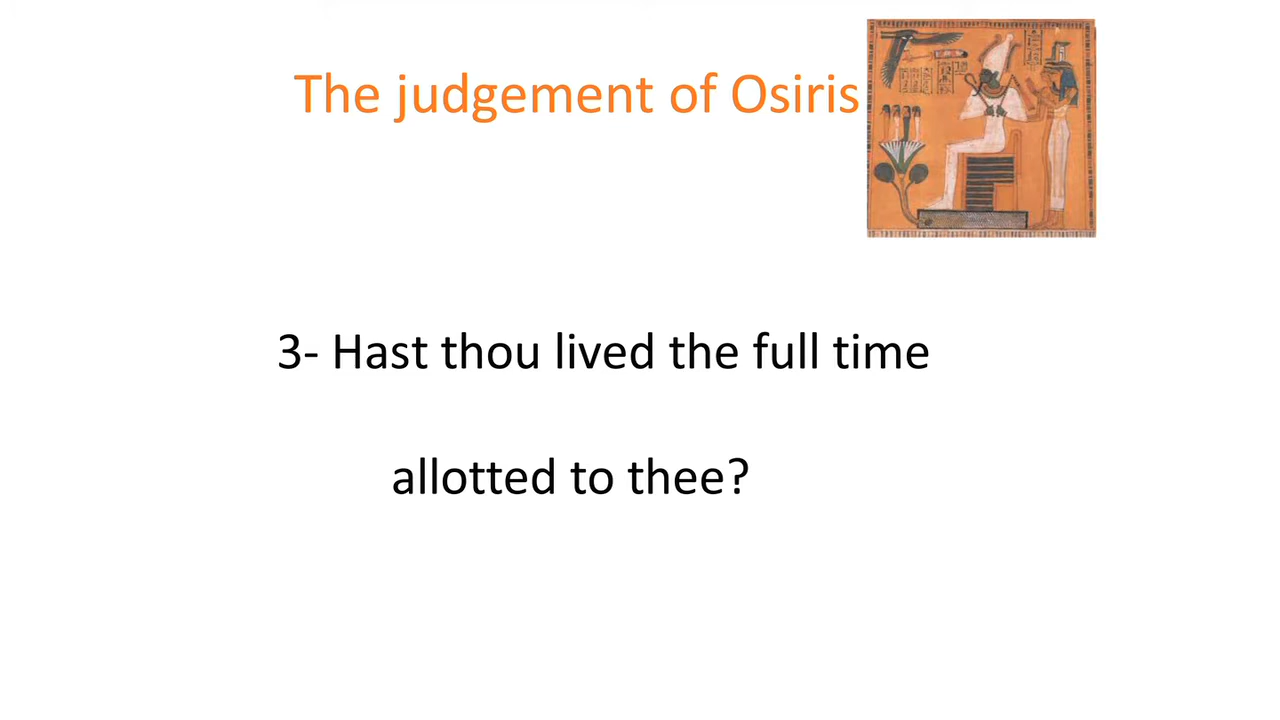 The judgement of Osiris
3- Hast thou lived the full time
allotted to thee?